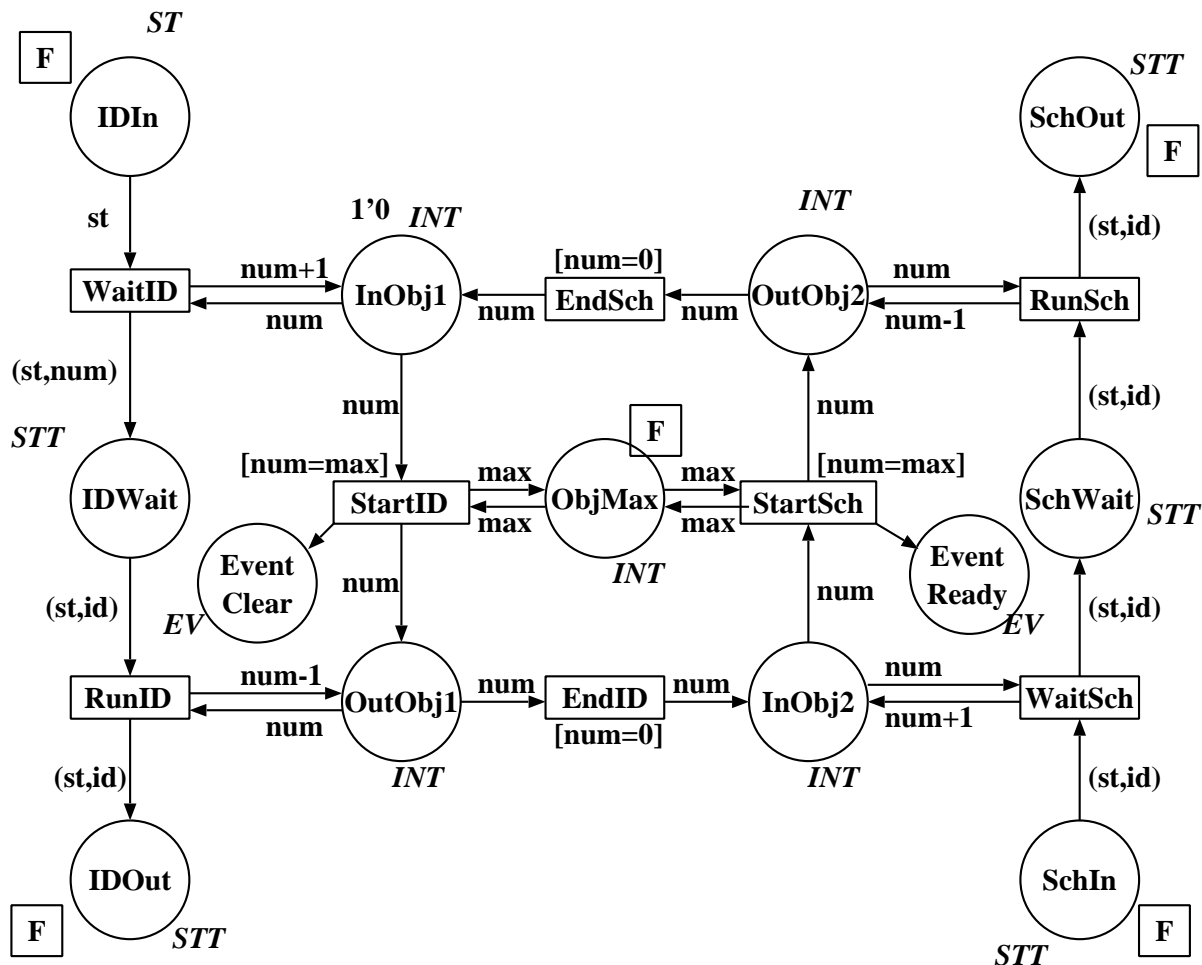 ST
F
IDIn
STT
SchOut
F
st
1'0
INT
INT
(st,id)
WaitID
num+1
num
InObj1
[num=0]
EndSch
num
num
OutObj2
num
num-1
RunSch
(st,num)
num
num
(st,id)
STT
IDWait
[num=max]
StartID
max
max
F
ObjMax
INT
max
max
[num=max]
StartSch
SchWait
STT
Event
Clear
EV
num
num
Event
Ready
EV
(st,id)
(st,id)
RunID
num-1
num
OutObj1
INT
num
EndID
[num=0]
num
InObj2
INT
num
num+1
WaitSch
(st,id)
(st,id)
IDOut
F
STT
SchIn
F
STT